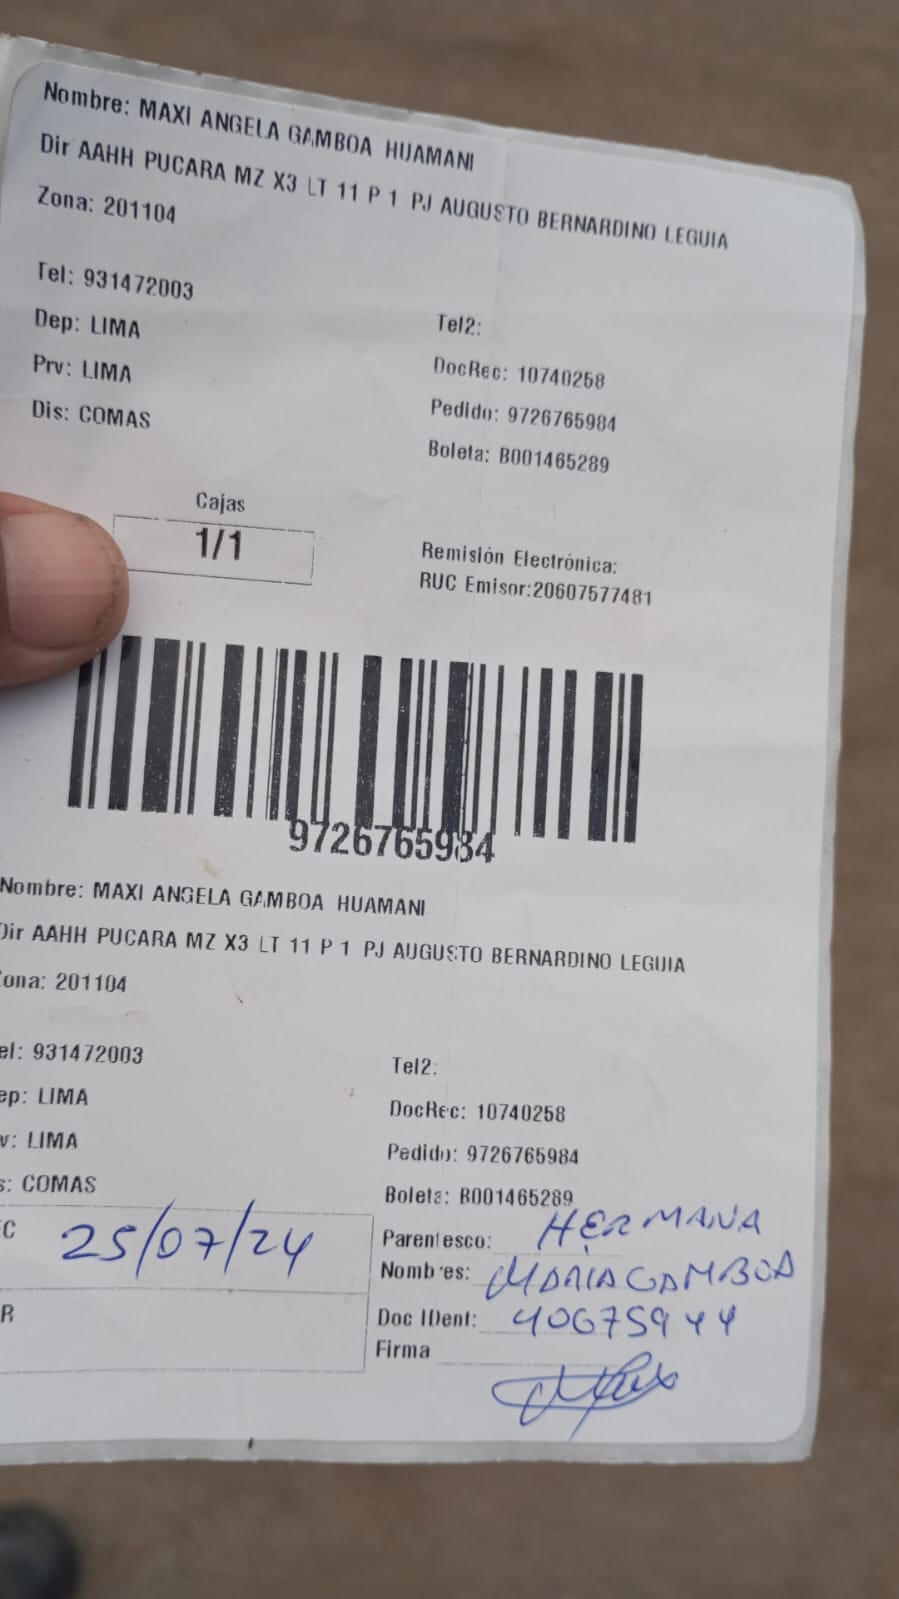 Nombre: MAXI ANGELA GAMBOA HUAMANI
Dir AAHH PUCARA MZ X3 LT 11 P 1 PJ AUGUSTO BERNARDINO LEGUIA
Zona: 201104
Tel: 931472003
Tel2:
Dep: LIMA
DocRec: 10740258
Prv: LIMA
Pedido: 9726765984
Dis: COMAS
Boleta: B001465289
Cajas
1/1
Remisión Electrónica:
RUC Emisor:20607577481
9726765984
Nombre: MAXI ANGELA GAMBOA HUAMANI
Dir AAHH PUCARA MZ X3 LT 11 P 1 PJ AUGUSTO BERNARDINO LEGUIA
ona: 201104
el: 931472003
Tel2:
ep: LIMA
DocRec: 10740258
v: LIMA
Pedido: 9726765984
s: COMAS
Boleta: B001465289
C 25/07/24
Parentesco: HERMANA
Nombres: MARIA GAMBOA
R
Doc IDent: 40675944
Firma